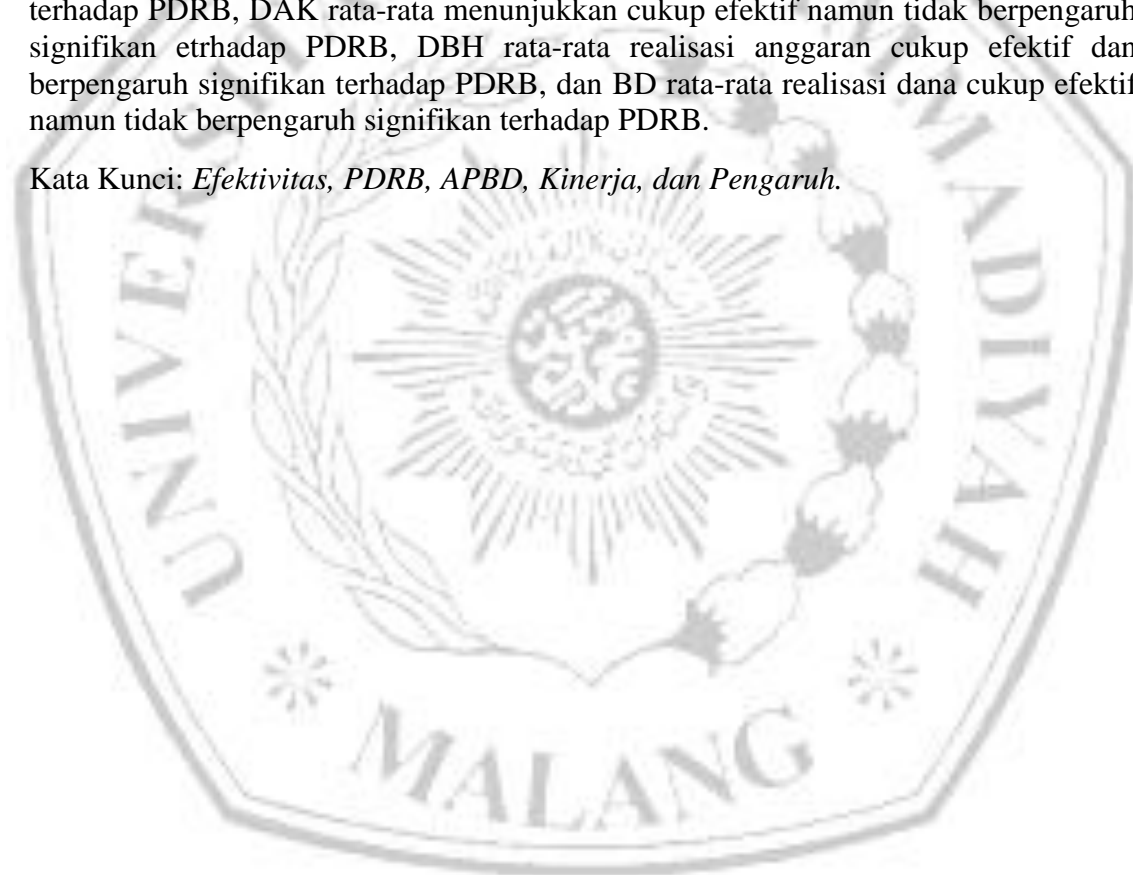 terhadap PDRB, DAK rata-rata menunjukkan cukup efektif namun tidak berpengaruh
signifikan etrhadap PDRB, DBH rata-rata realisasi anggaran cukup efektif dan
berpengaruh signifikan terhadap PDRB, dan BD rata-rata realisasi dana cukup efektif
namun tidak berpengaruh signifikan terhadap PDRB.
Kata Kunci: Efektivitas, PDRB, APBD, Kinerja, dan Pengaruh.
MALANG